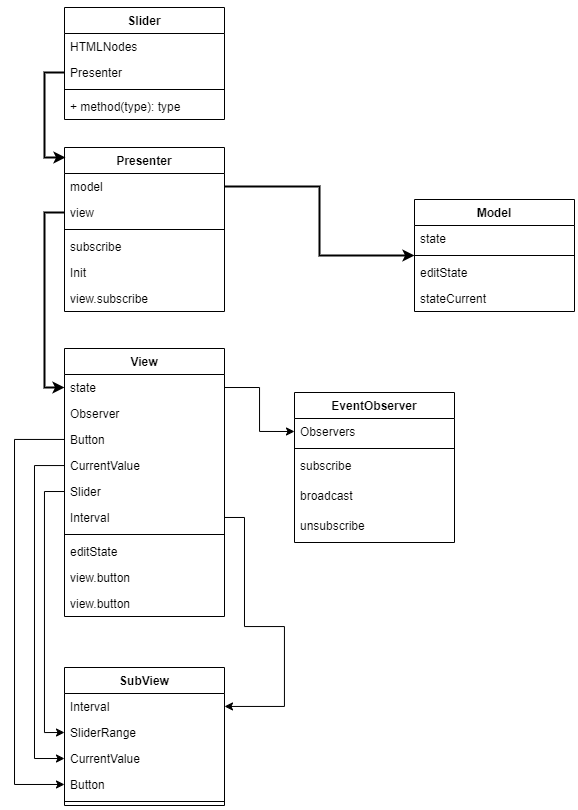 Slider
HTMLNodes
Presenter
+ method(type): type
Presenter
model
view
subscribe
Init
view.subscribe
Model
state
editState
stateCurrent
View
state
Observer
Button
CurrentValue
Slider
Interval
editState
view.button
view.button
EventObserver
Observers
subscribe
broadcast
unsubscribe
SubView
Interval
SliderRange
CurrentValue
Button